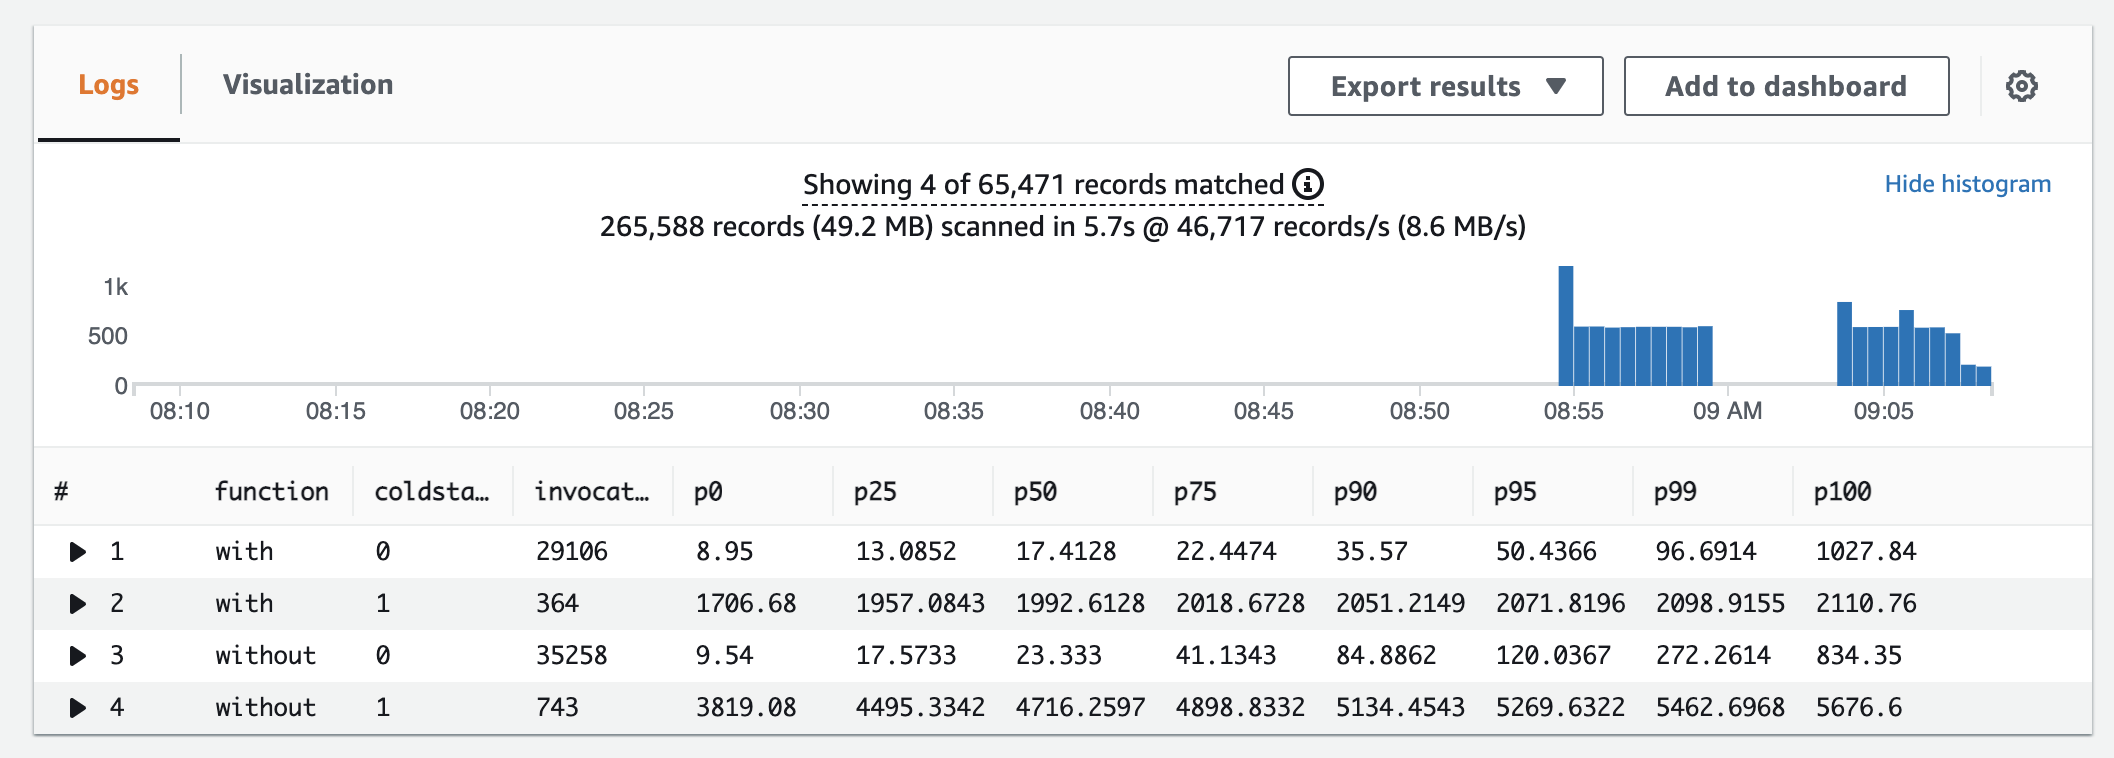 Logs Visualization Export results ▼ Add to dashboard
Showing 4 of 65,471 records matched
Hide histogram
265,588 records (49.2 MB) scanned in 5.7s @ 46,717 records/s (8.6 MB/s)
1k
500
0
08:10 08:15 08:20 08:25 08:30 08:35 08:40 08:45 08:50 08:55 09 AM 09:05
# function coldsta… invocat… p0 p25 p50 p75 p90 p95 p99 p100
1 with 0 29106 8.95 13.0852 17.4128 22.4474 35.57 50.4366 96.6914 1027.84
2 with 1 364 1706.68 1957.0843 1992.6128 2018.6728 2051.2149 2071.8196 2098.9155 2110.76
3 without 0 35258 9.54 17.5733 23.333 41.1343 84.8862 120.0367 272.2614 834.35
4 without 1 743 3819.08 4495.3342 4716.2597 4898.8332 5134.4543 5269.6322 5462.6968 5676.6